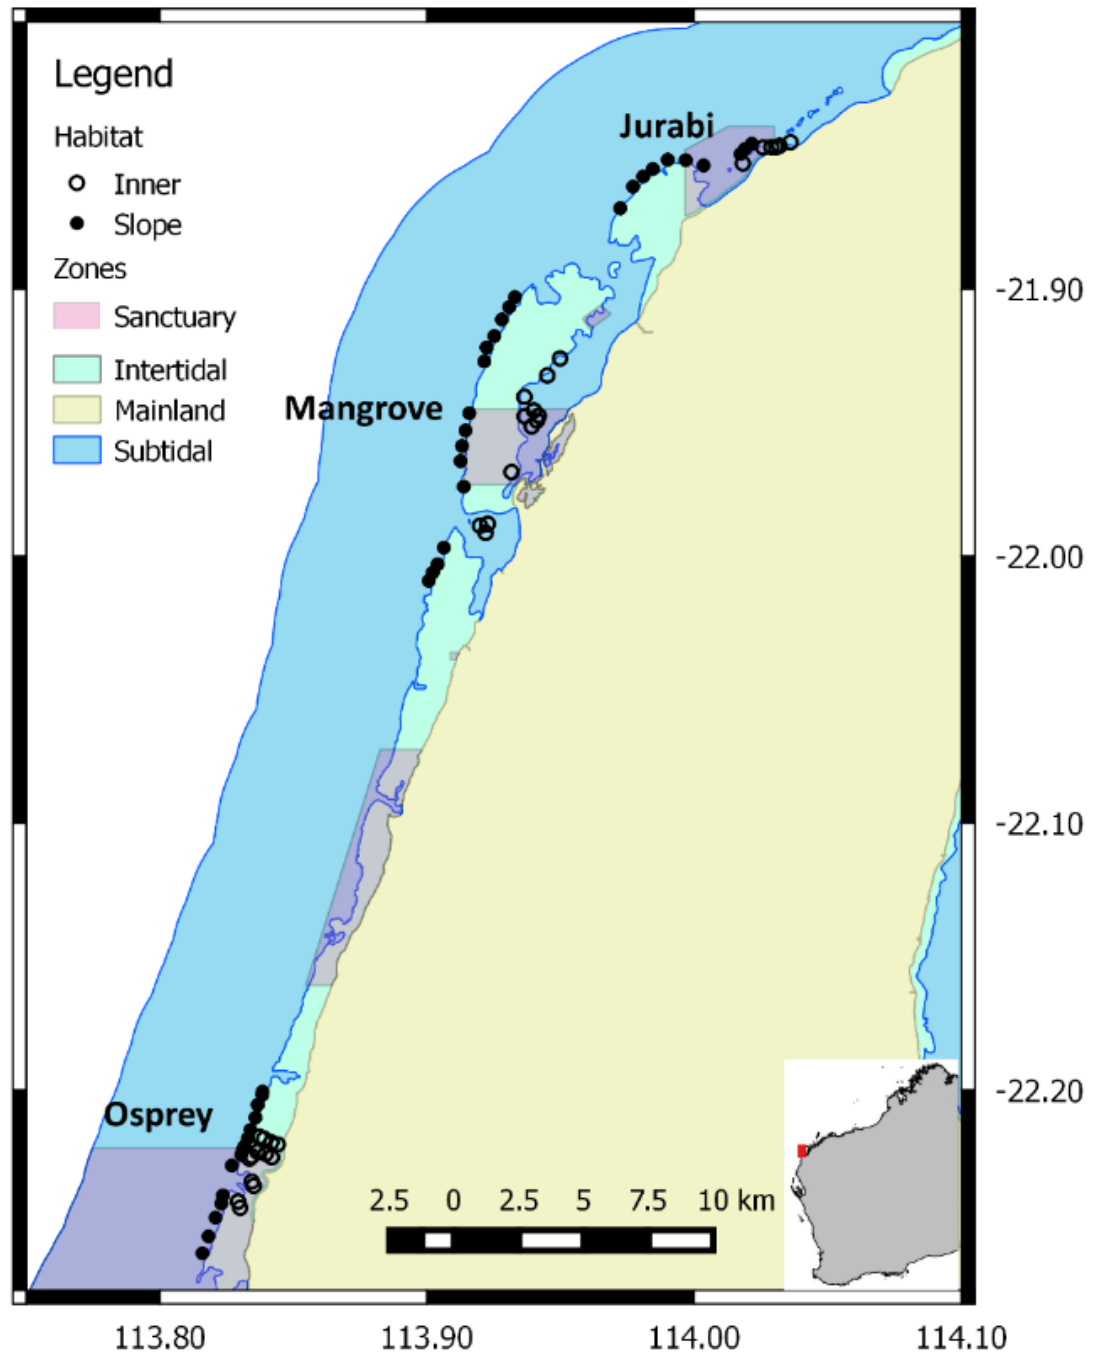 Legend
Habitat
Inner
Slope
Zones
Sanctuary
Intertidal
Mainland
Subtidal
Jurabi
Mangrove
Osprey
-21.90
-22.00
-22.10
-22.20
2.5 0 2.5 5 7.5 10 km
113.80 113.90 114.00 114.10